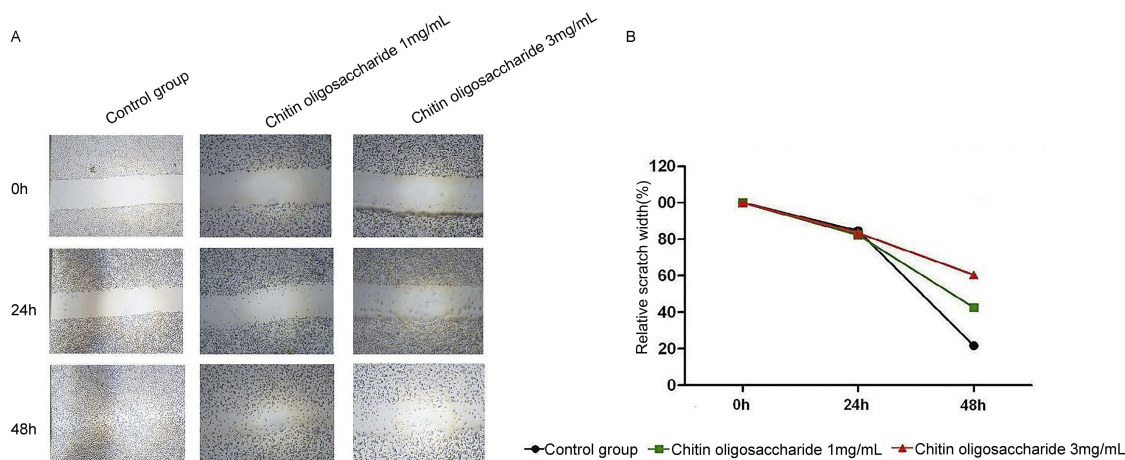 A
Control group
Chitin oligosaccharide 1mg/mL
Chitin oligosaccharide 3mg/mL
0h
24h
48h
B
Relative scratch width(%)
120
00
80
60
40
20
0
0h
24h
48h
Control group
Chitin oligosaccharide 1mg/mL
Chitin oligosaccharide 3mg/mL